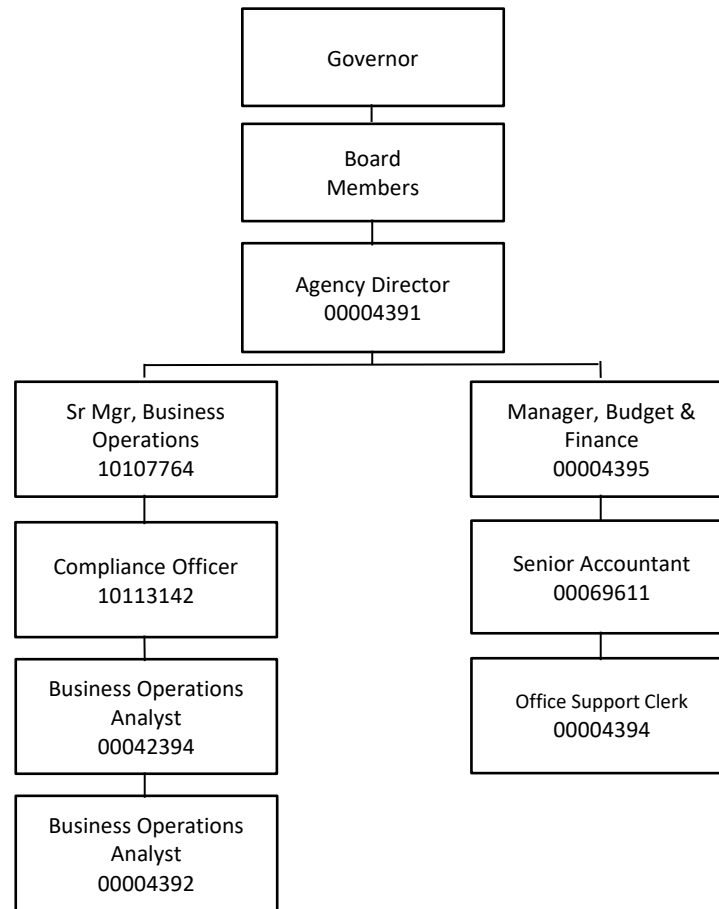 Governor
Board
Members
Agency Director
00004391
Sr Mgr, Business
Operations
10107764
Manager, Budget &
Finance
00004395
Compliance Officer
10113142
Senior Accountant
00069611
Business Operations
Analyst
00042394
Office Support Clerk
00004394
Business Operations
Analyst
00004392